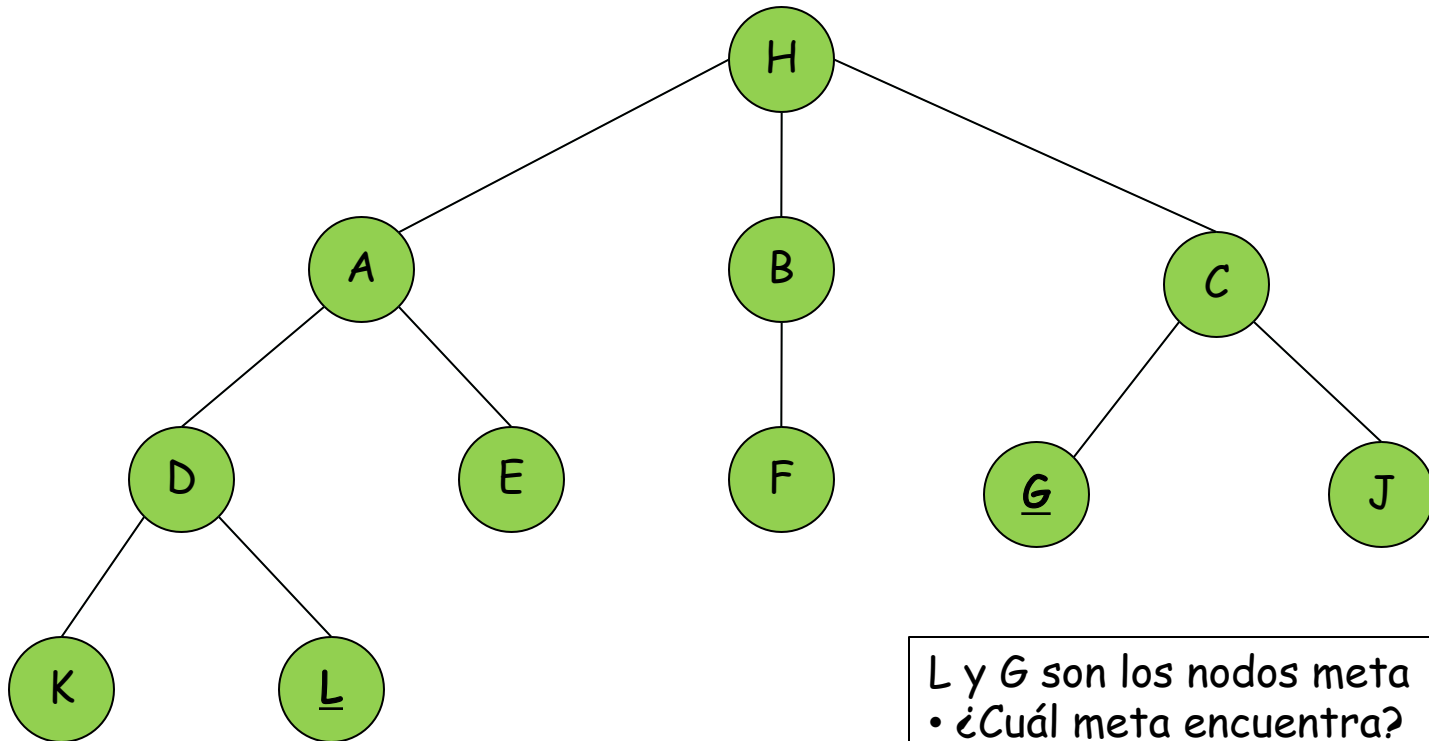 H
A
B
C
D
E
F
G
J
K
L
L y G son los nodos meta
• ¿Cuál meta encuentra?